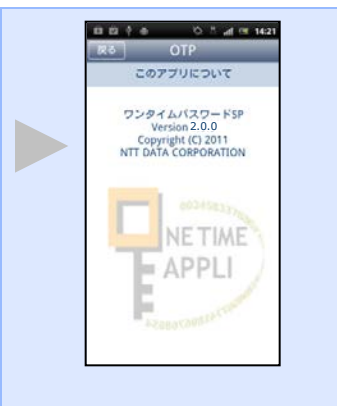 14:21
戻る OTP
このアプリについて
ワンタイムパスワードSP
Version 2.0.0
Copyright (C) 2011
NTT DATA CORPORATION
NE TIME
APPLI